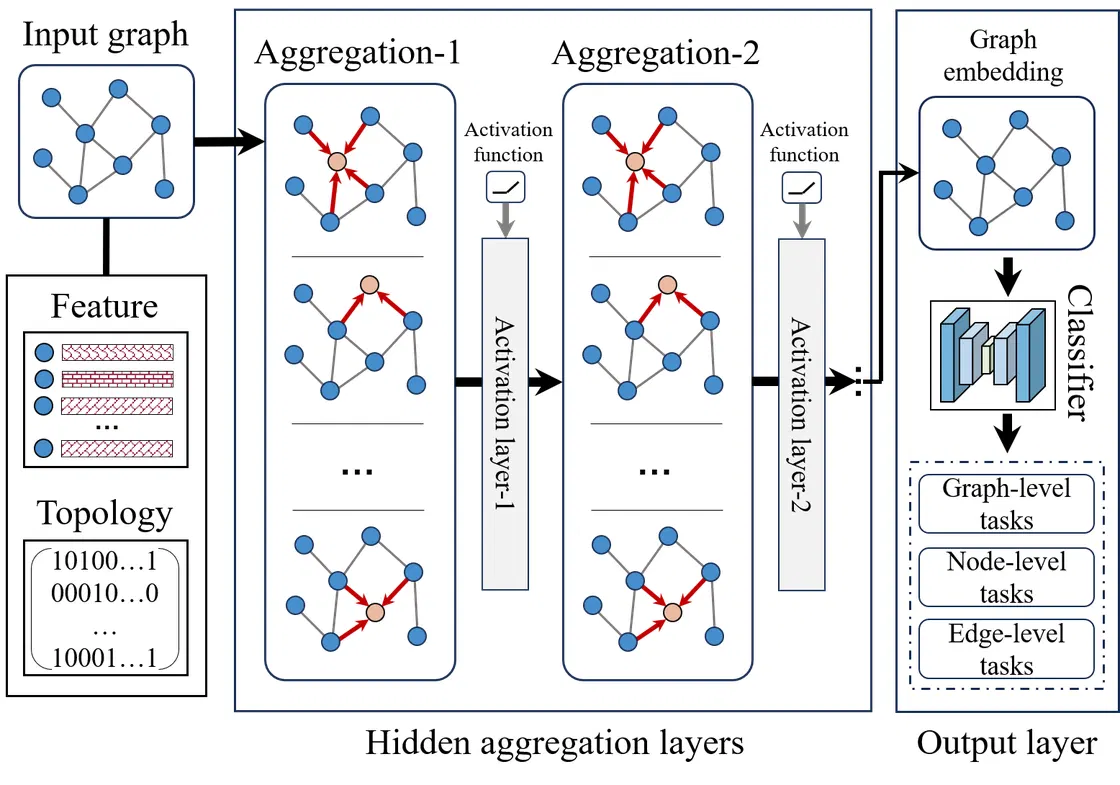 Input graph
Feature
...
Topology
10100…1
00010…0
…
10001…1
Aggregation-1
...
Activation
function
Activation layer-1
Aggregation-2
...
Activation
function
Activation layer-2
Hidden aggregation layers
Graph
embedding
Classifier
Graph-level
tasks
Node-level
tasks
Edge-level
tasks
Output layer